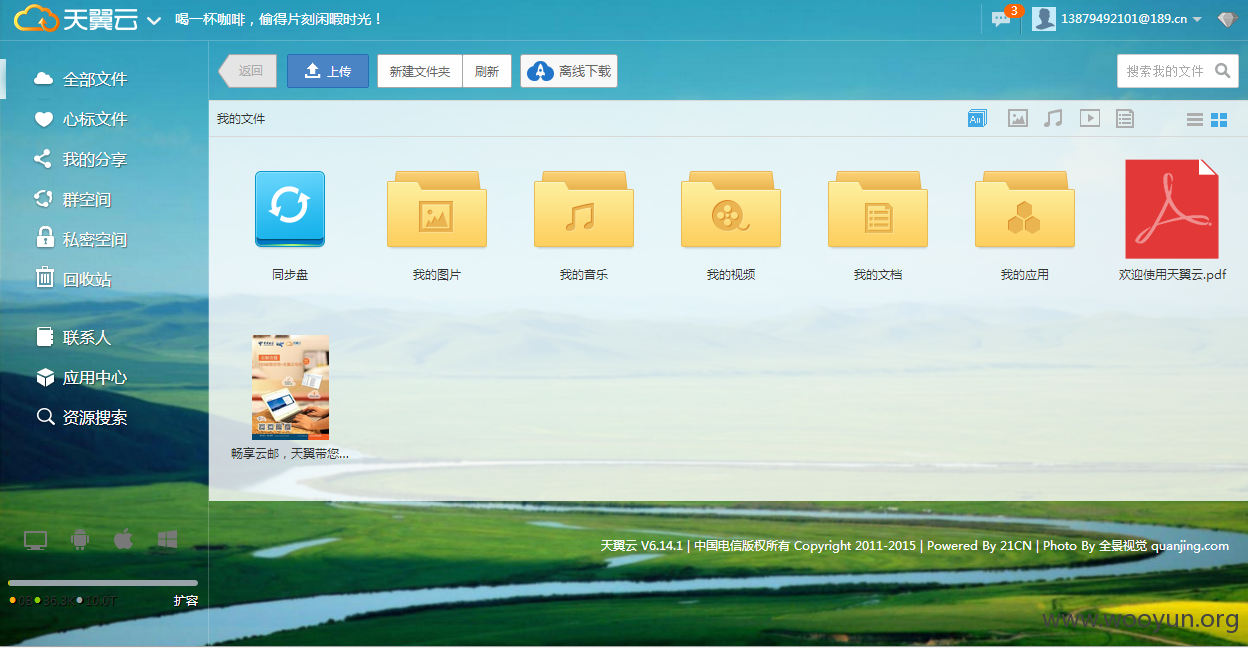 天翼云
喝一杯咖啡，偷得片刻闲暇时光！
3
13879492101@189.cn
全部文件
心标文件
我的分享
群空间
私密空间
回收站
联系人
应用中心
资源搜索
返回
上传
新建文件夹
刷新
离线下载
搜索我的文件
我的文件
All
同步盘
我的图片
我的音乐
我的视频
我的文档
我的应用
欢迎使用天翼云.pdf
畅享云邮，天翼带您...
天翼云 V6.14.1 | 中国电信版权所有 Copyright 2011-2015 | Powered By 21CN | Photo By 全景视觉 quanjing.com
扩容
www.wooyun.org